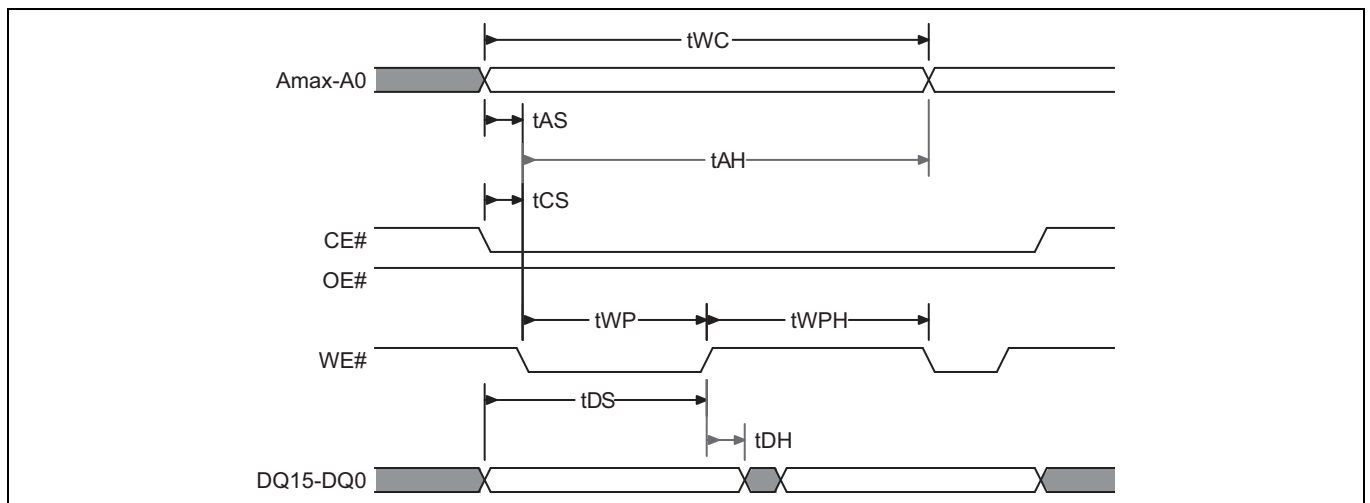 tWC
Amax-A0
tAS
tAH
tCS
CE#
OE#
tWP tWPH
WE#
tDS
tDH
DQ15-DQ0